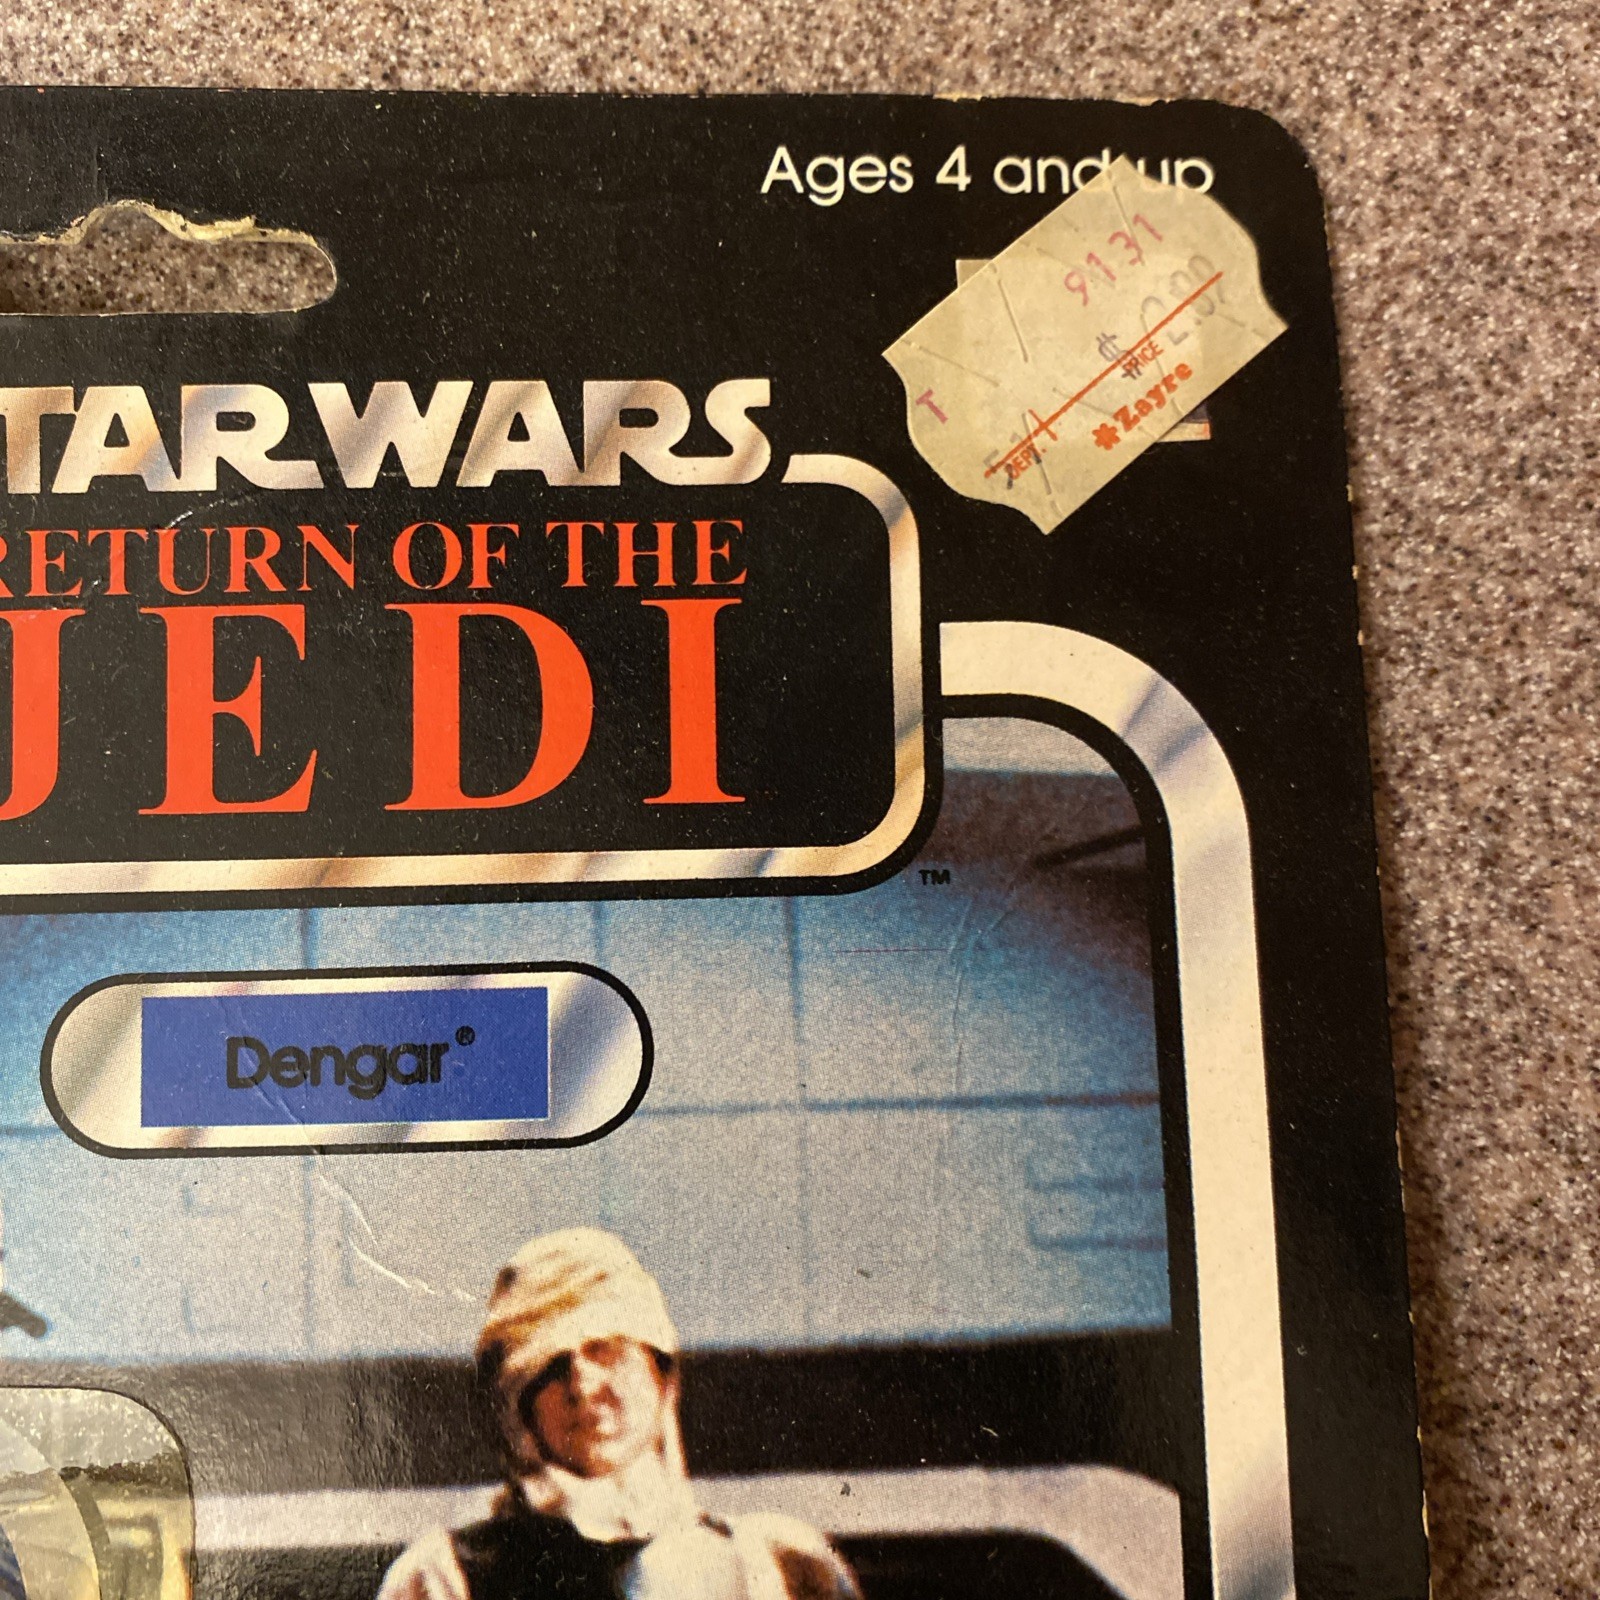 Ages 4 and up
9131
$
PRICE
T
DEPT.
#Zayre
TAR WARS
RETURN OF THE
JEDI
TM
Dengar®